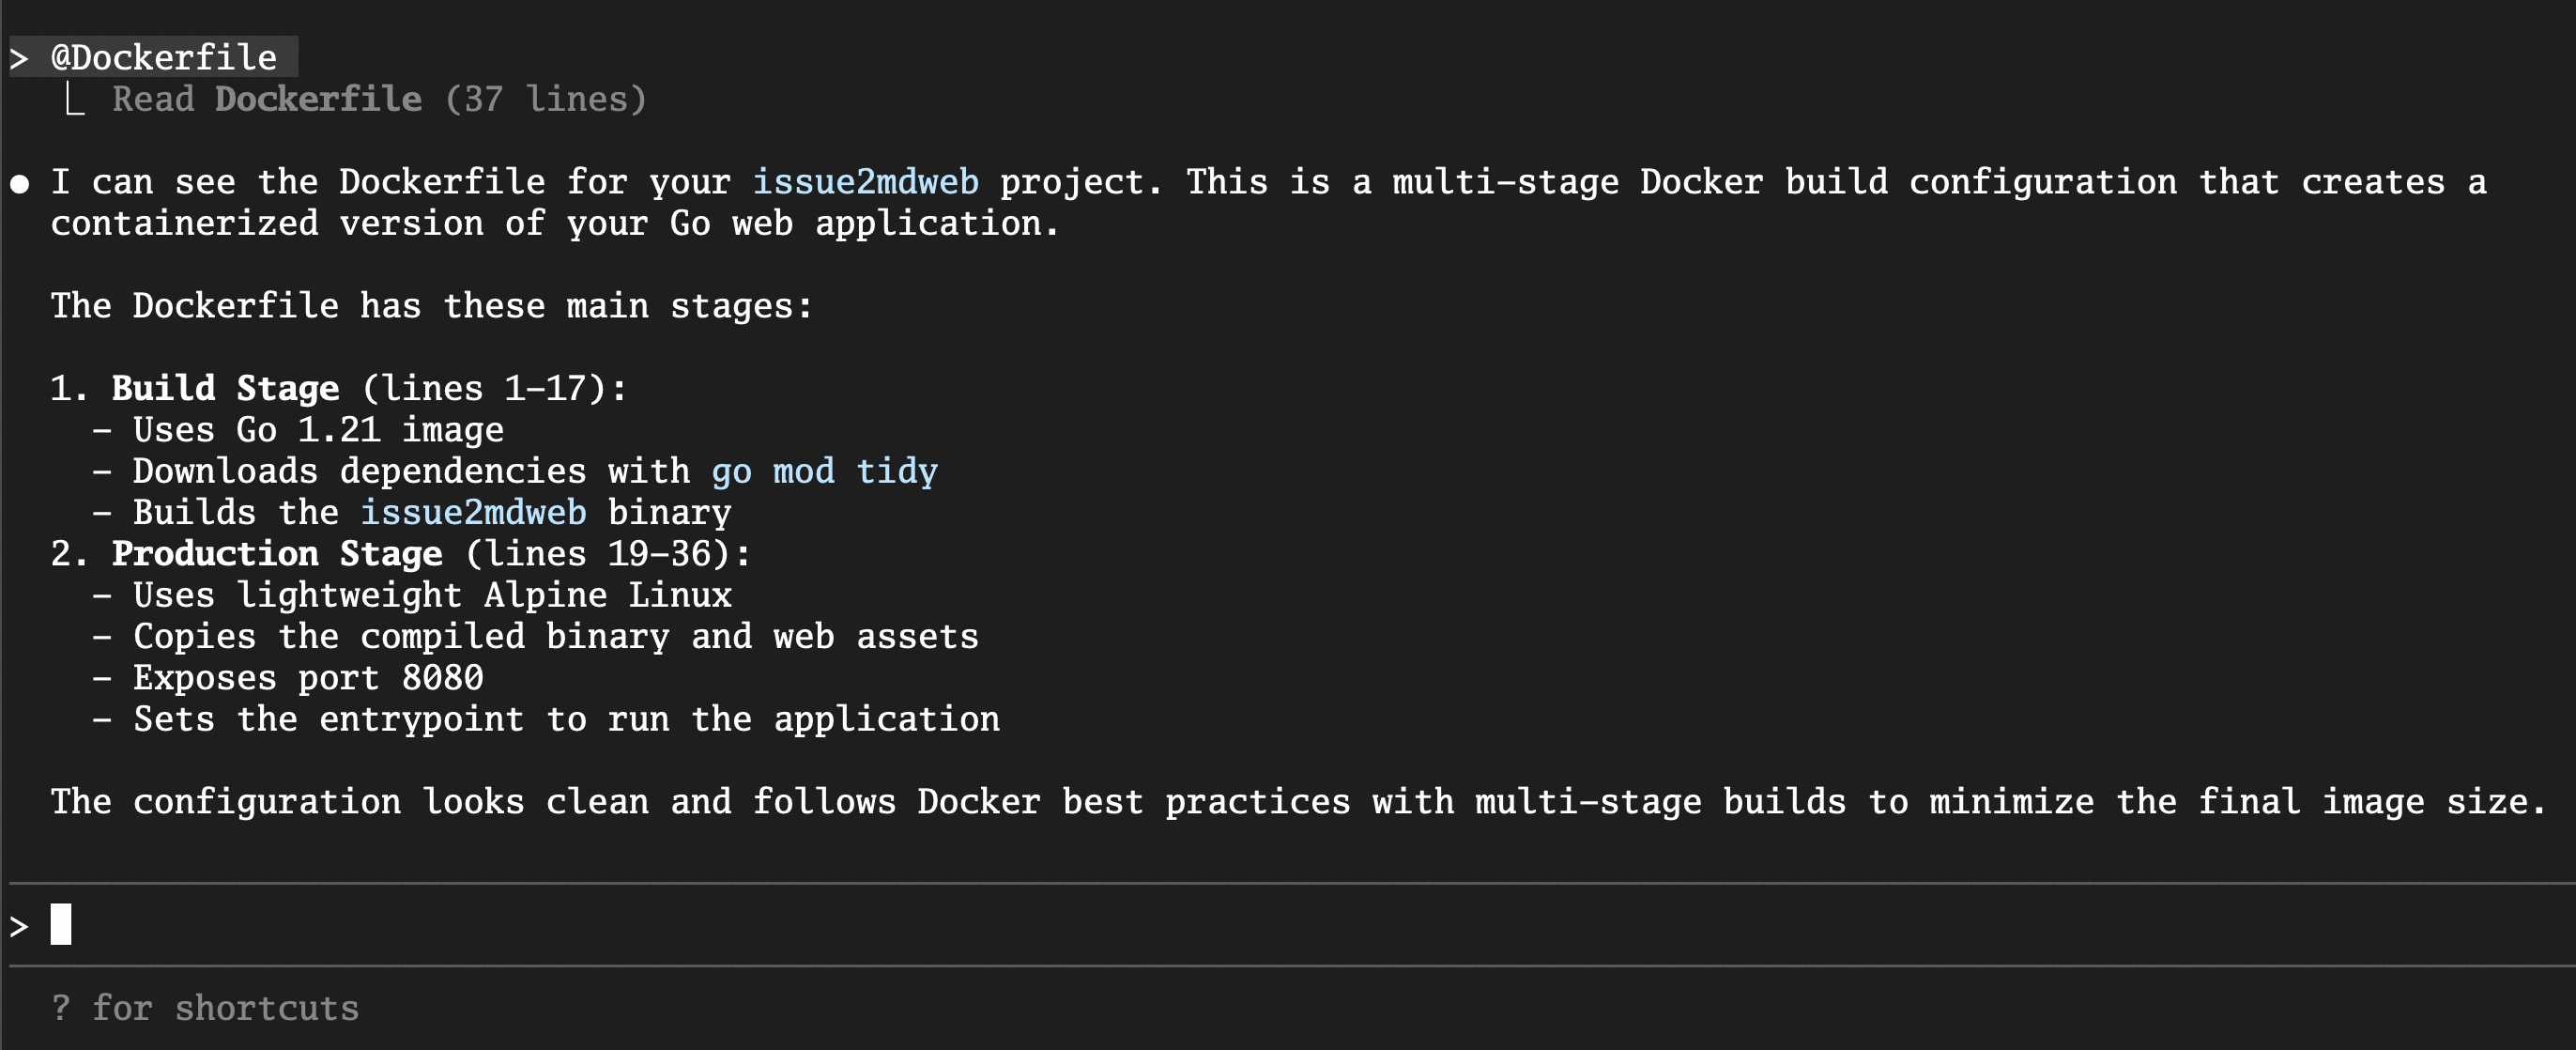 > @Dockerfile
⎿ Read Dockerfile (37 lines)
● I can see the Dockerfile for your issue2mdweb project. This is a multi-stage Docker build configuration that creates a
containerized version of your Go web application.
The Dockerfile has these main stages:
1. Build Stage (lines 1-17):
- Uses Go 1.21 image
- Downloads dependencies with go mod tidy
- Builds the issue2mdweb binary
2. Production Stage (lines 19-36):
- Uses lightweight Alpine Linux
- Copies the compiled binary and web assets
- Exposes port 8080
- Sets the entrypoint to run the application
The configuration looks clean and follows Docker best practices with multi-stage builds to minimize the final image size.
>
? for shortcuts